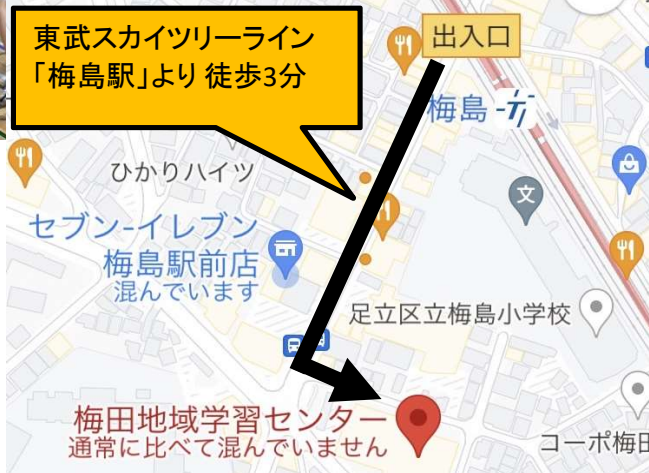 東武スカイツリーライン
「梅島駅」より 徒歩3分
出入口
梅島
ひかりハイツ
文
セブン-イレブン
梅島駅前店
混んでいます
足立区立梅島小学校
梅田地域学習センター
通常に比べて混んでいません
コーポ梅田